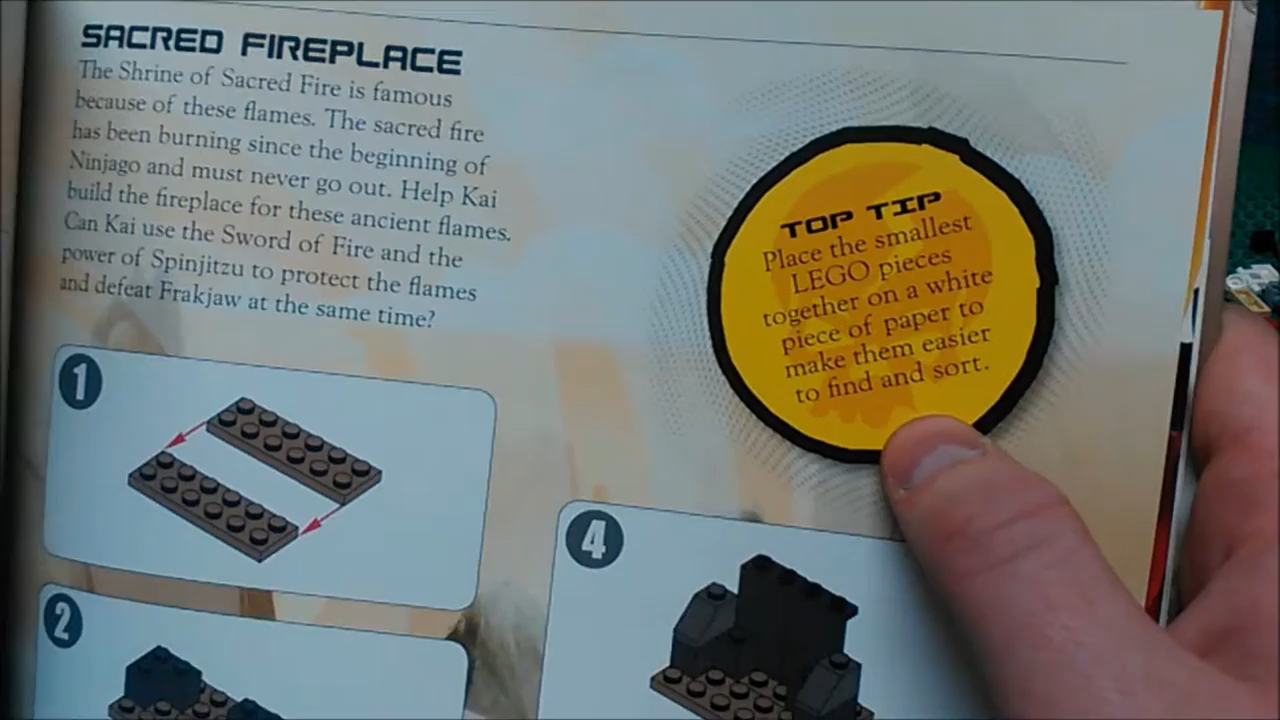 SACRED FIREPLACE
The Shrine of Sacred Fire is famous
because of these flames. The sacred fire
has been burning since the beginning of
Ninjago and must never go out. Help Kai
build the fireplace for these ancient flames.
Can Kai use the Sword of Fire and the
power of Spinjitzu to protect the flames
and defeat Frakjaw at the same time?
TOP TIP
Place the smallest
LEGO pieces
together on a white
piece of paper to
make them easier
to find and sort.
1
2
4